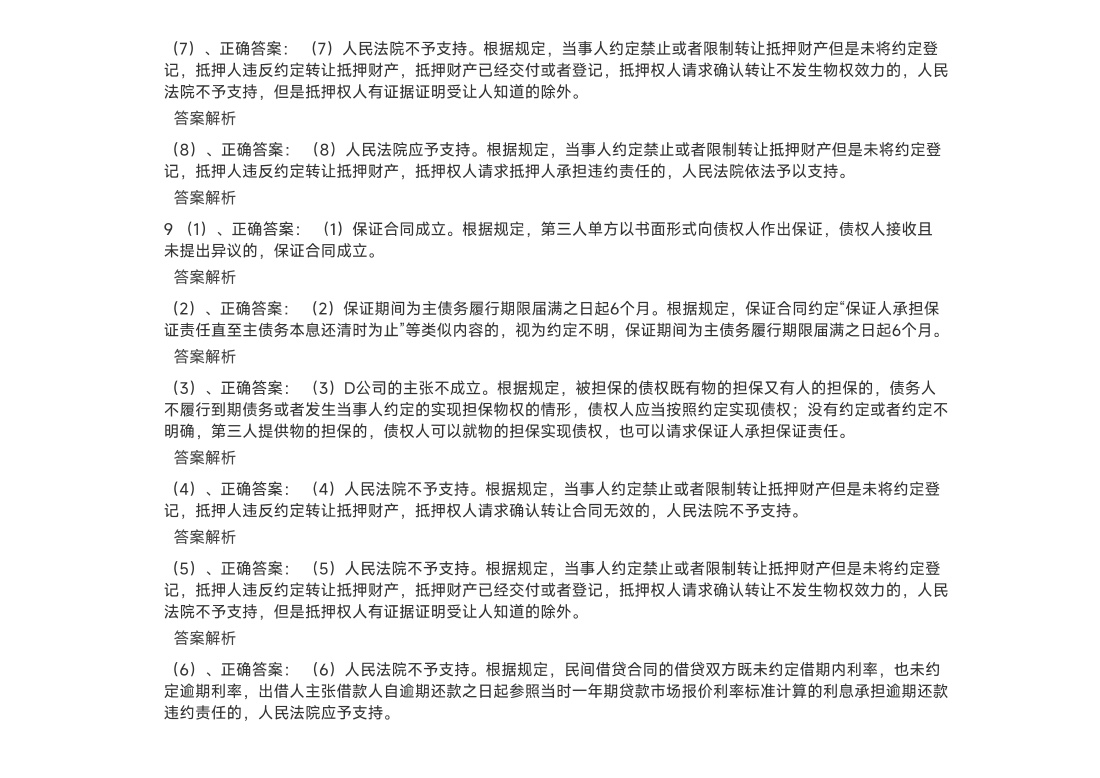 （7）、正确答案： （7）人民法院不予支持。根据规定，当事人约定禁止或者限制转让抵押财产但是未将约定登
记，抵押人违反约定转让抵押财产，抵押财产已经交付或者登记，抵押权人请求确认转让不发生物权效力的，人民
法院不予支持，但是抵押权人有证据证明受让人知道的除外。
答案解析
（8）、正确答案： （8）人民法院应予支持。根据规定，当事人约定禁止或者限制转让抵押财产但是未将约定登
记，抵押人违反约定转让抵押财产，抵押权人请求抵押人承担违约责任的，人民法院依法予以支持。
答案解析
9 （1）、正确答案： （1）保证合同成立。根据规定，第三人单方以书面形式向债权人作出保证，债权人接收且
未提出异议的，保证合同成立。
答案解析
（2）、正确答案： （2）保证期间为主债务履行期限届满之日起6个月。根据规定，保证合同约定“保证人承担保
证责任直至主债务本息还清时为止”等类似内容的，视为约定不明，保证期间为主债务履行期限届满之日起6个月。
答案解析
（3）、正确答案： （3）D公司的主张不成立。根据规定，被担保的债权既有物的担保又有人的担保的，债务人
不履行到期债务或者发生当事人约定的实现担保物权的情形，债权人应当按照约定实现债权；没有约定或者约定不
明确，第三人提供物的担保的，债权人可以就物的担保实现债权，也可以请求保证人承担保证责任。
答案解析
（4）、正确答案： （4）人民法院不予支持。根据规定，当事人约定禁止或者限制转让抵押财产但是未将约定登
记，抵押人违反约定转让抵押财产，抵押权人请求确认转让合同无效的，人民法院不予支持。
答案解析
（5）、正确答案： （5）人民法院不予支持。根据规定，当事人约定禁止或者限制转让抵押财产但是未将约定登
记，抵押人违反约定转让抵押财产，抵押财产已经交付或者登记，抵押权人请求确认转让不发生物权效力的，人民
法院不予支持，但是抵押权人有证据证明受让人知道的除外。
答案解析
（6）、正确答案： （6）人民法院不予支持。根据规定，民间借贷合同的借贷双方既未约定借期内利率，也未约
定逾期利率，出借人主张借款人自逾期还款之日起参照当时一年期贷款市场报价利率标准计算的利息承担逾期还款
违约责任的，人民法院应予支持。